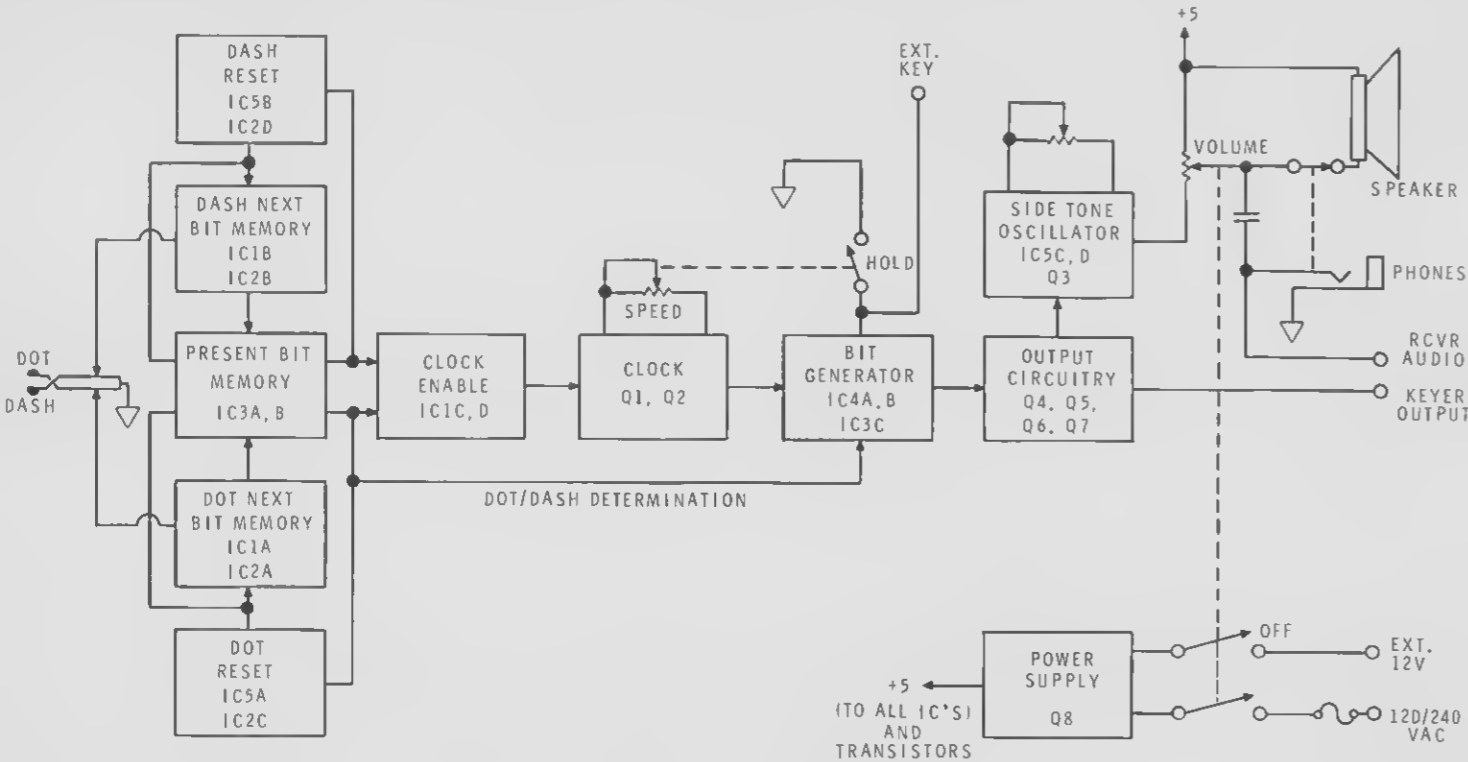 DASH
RESET
IC5B
IC2D
DASH NEXT
BIT MEMORY
IC1B
IC2B
PRESENT BIT
MEMORY
IC3A, B
DOT
DASH
DOT NEXT
BIT MEMORY
IC1A
IC2A
DOT
RESET
IC5A
IC2C
CLOCK
ENABLE
IC1C, D
SPEED
CLOCK
Q1, Q2
DOT/DASH DETERMINATION
EXT.
KEY
HOLD
BIT
GENERATOR
IC4A, B
IC3C
SIDE TONE
OSCILLATOR
IC5C, D
Q3
OUTPUT
CIRCUITRY
Q4, Q5,
Q6, Q7
+5
VOLUME
SPEAKER
PHONES
RCVR
AUDIO
KEYER
OUTPUT
POWER
SUPPLY
Q8
+5
(TO ALL IC'S)
AND
TRANSISTORS
OFF
EXT.
12V
12D/240
VAC